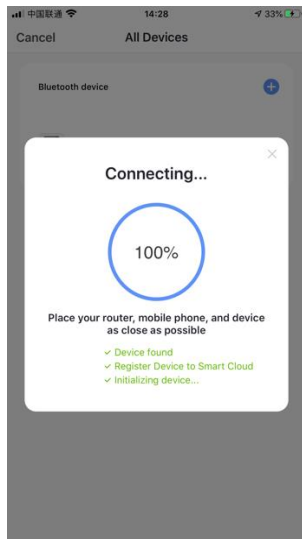 中国联通 14:28 33%
Cancel All Devices
Bluetooth device
Connecting...
100%
Place your router, mobile phone, and device
as close as possible
✓ Device found
✓ Register Device to Smart Cloud
✓ Initializing device...